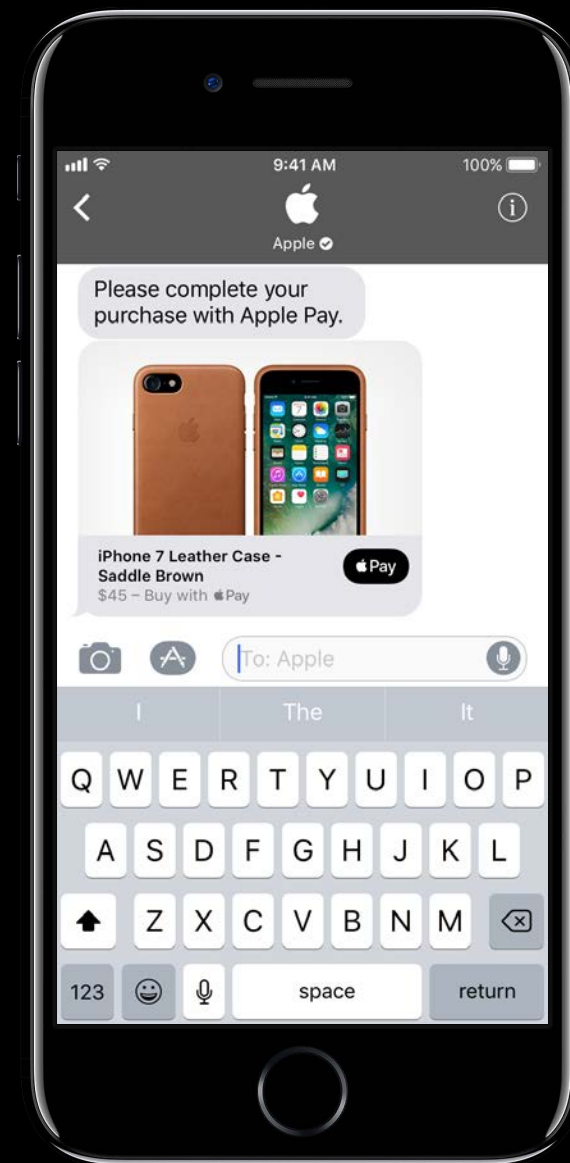 9:41 AM 100%
Apple
Please complete your
purchase with Apple Pay.
iPhone 7 Leather Case -
Saddle Brown
$45 – Buy with Pay
Pay
To: Apple
I The It
Q W E R T Y U I O P
A S D F G H J K L
Z X C V B N M
123 space return